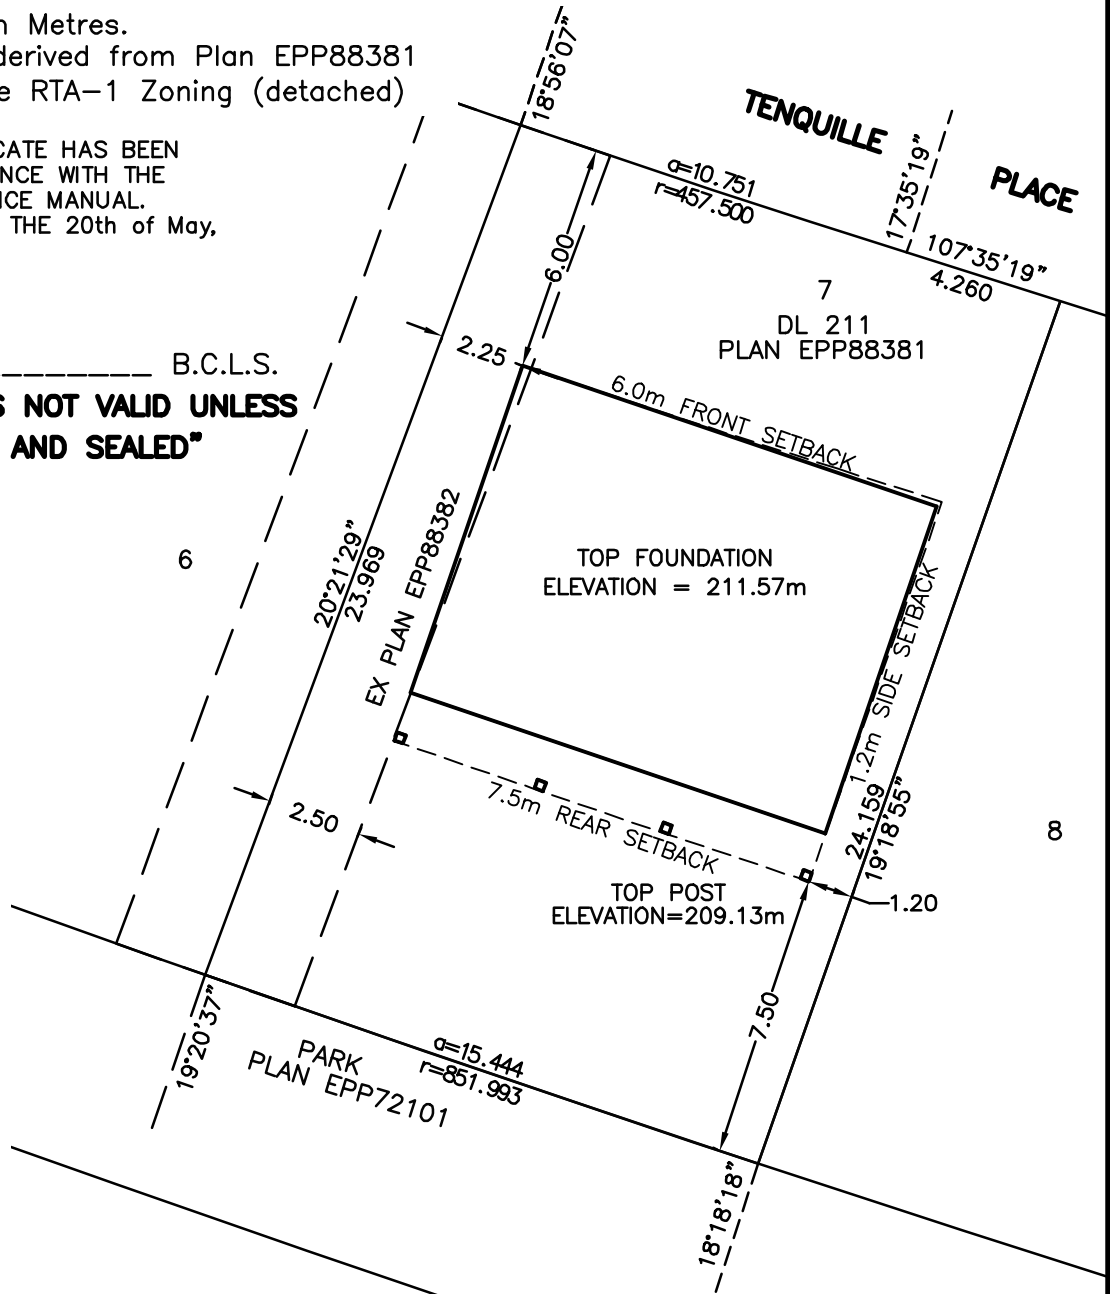 n Metres.
derived from Plan EPP88381
e RTA-1 Zoning (detached)
CATE HAS BEEN
NCE WITH THE
ICE MANUAL.
THE 20th of May,
_______ B.C.L.S.
S NOT VALID UNLESS
AND SEALED"
18°56'07"
TENQUILLE
PLACE
a=10.751
r=457.500
17°35'19"
107°35'19"
4.260
6.00
7
DL 211
PLAN EPP88381
2.25
6.0m FRONT SETBACK
TOP FOUNDATION
ELEVATION = 211.57m
6
20°21'29"
23.969
EX PLAN EPP88382
1.2m SIDE SETBACK
24.159
19°18'55"
8
7.5m REAR SETBACK
2.50
TOP POST
ELEVATION=209.13m
1.20
7.50
19°20'37"
PARK
PLAN EPP72101
a=15.444
r=851.993
18°18'18"